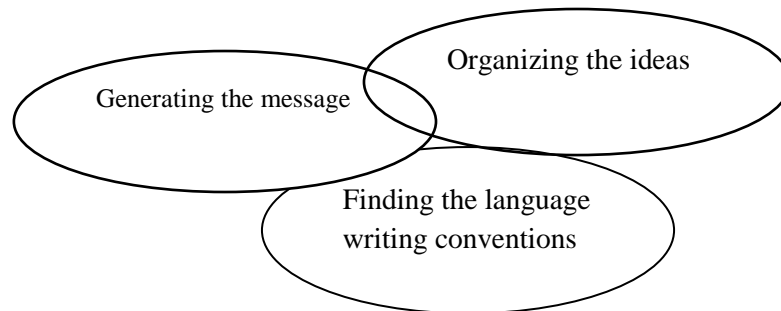 Generating the message
Organizing the ideas
Finding the language
writing conventions